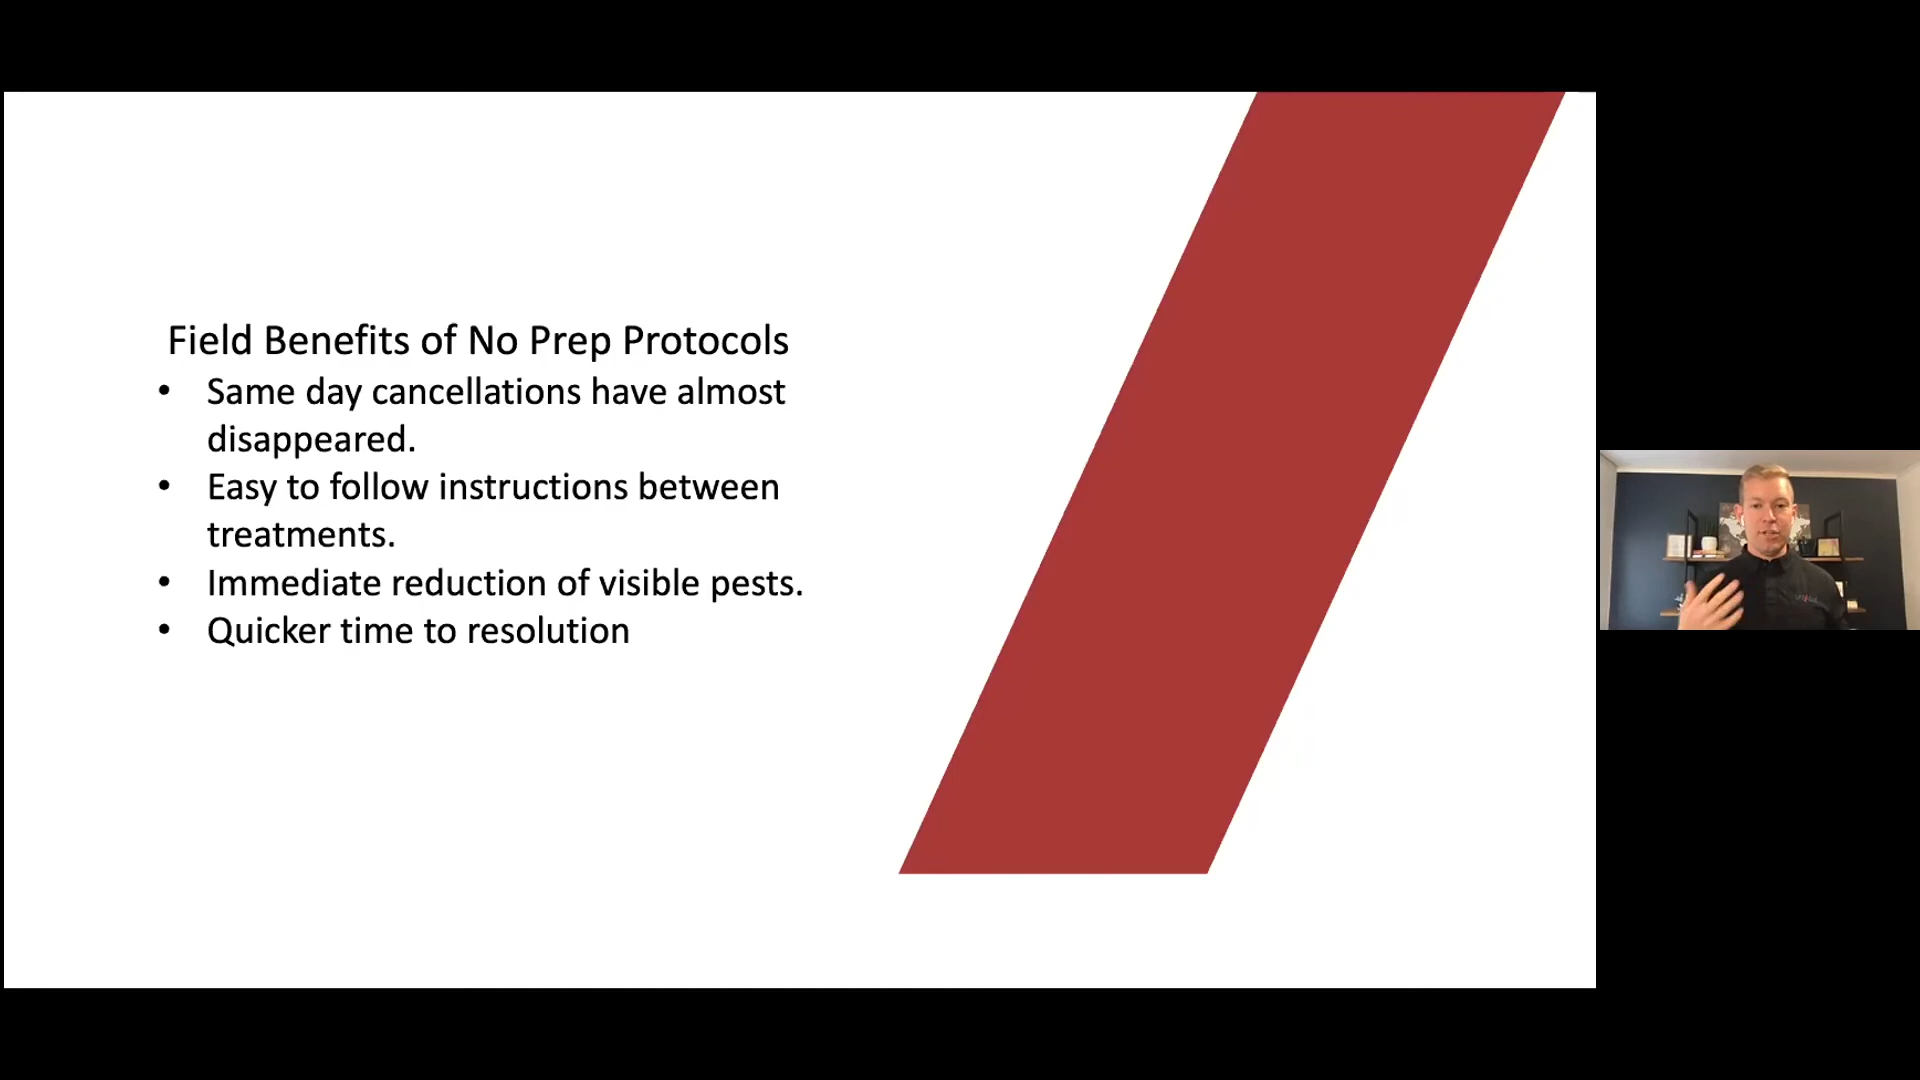 Field Benefits of No Prep Protocols
• Same day cancellations have almost
disappeared.
• Easy to follow instructions between
treatments.
• Immediate reduction of visible pests.
• Quicker time to resolution